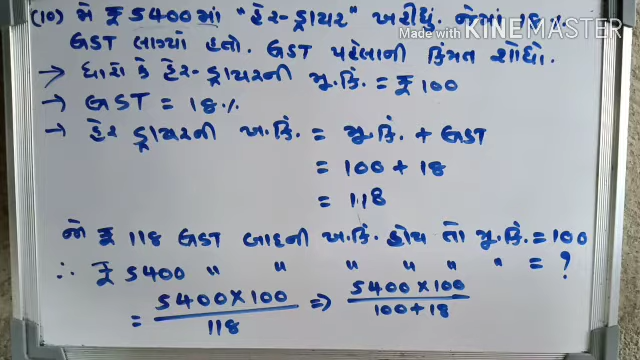 Made with KINEMASTER
(10) મેં ₹ 5400 માં "હેર-ડ્રાયર" ખરીદ્યું. જેમાં 18 %.
GST લાગ્યો હતો. GST પહેલાની કિંમત શોધો.
→ ધારો કે હેર-ડ્રાયરની મૂ.કિં. = ₹ 100
→ GST = 18 %
→ હેર ડ્રાયરની ખ.કિં. = મૂ.કિં. + GST
= 100 + 18
= 118
જો ₹ 118 GST બાદની ખ.કિં. હોય તો મૂ.કિં. = 100
∴ ₹ 5400 " " " " " " = ?
= 5400 × 100 / 118 ⇒ 5400 × 100 / 100 + 18